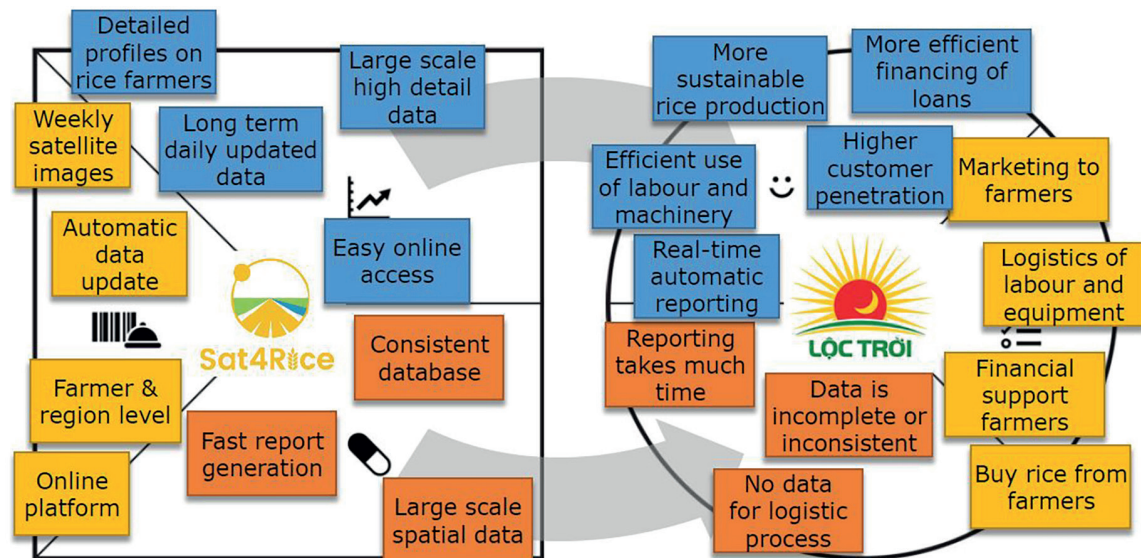 Detailed
profiles on
rice farmers
Large scale
high detail
data
Weekly
satellite
images
Long term
daily updated
data
Automatic
data
update
Easy online
access
Sat4Rice
Consistent
database
Farmer &
region level
Fast report
generation
Online
platform
Large scale
spatial data
More
sustainable
rice production
More efficient
financing of
loans
Efficient use
of labour and
machinery
Higher
customer
penetration
Marketing to
farmers
Real-time
automatic
reporting
Logistics of
labour and
equipment
LỘC TRỜI
Reporting
takes much
time
Data is
incomplete or
inconsistent
Financial
support
farmers
No data
for logistic
process
Buy rice from
farmers